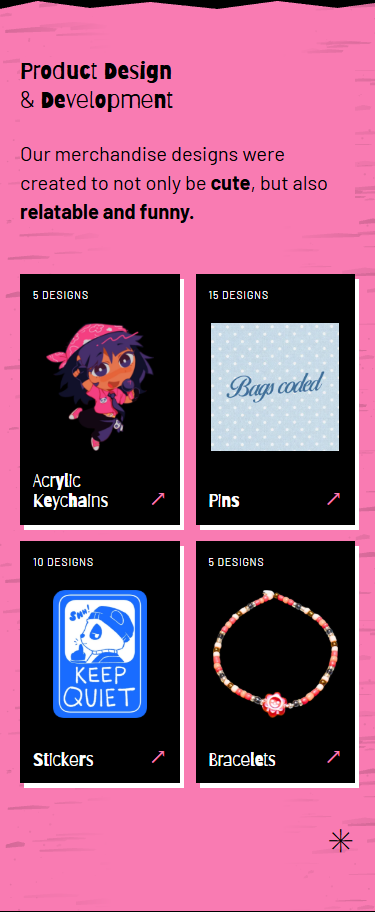 Product Design
& Development
Our merchandise designs were
created to not only be cute, but also
relatable and funny.
5 DESIGNS
Acrylic
Keychains
15 DESIGNS
Bags coded
Pins
10 DESIGNS
SHH!
KEEP
QUIET
Stickers
5 DESIGNS
Bracelets